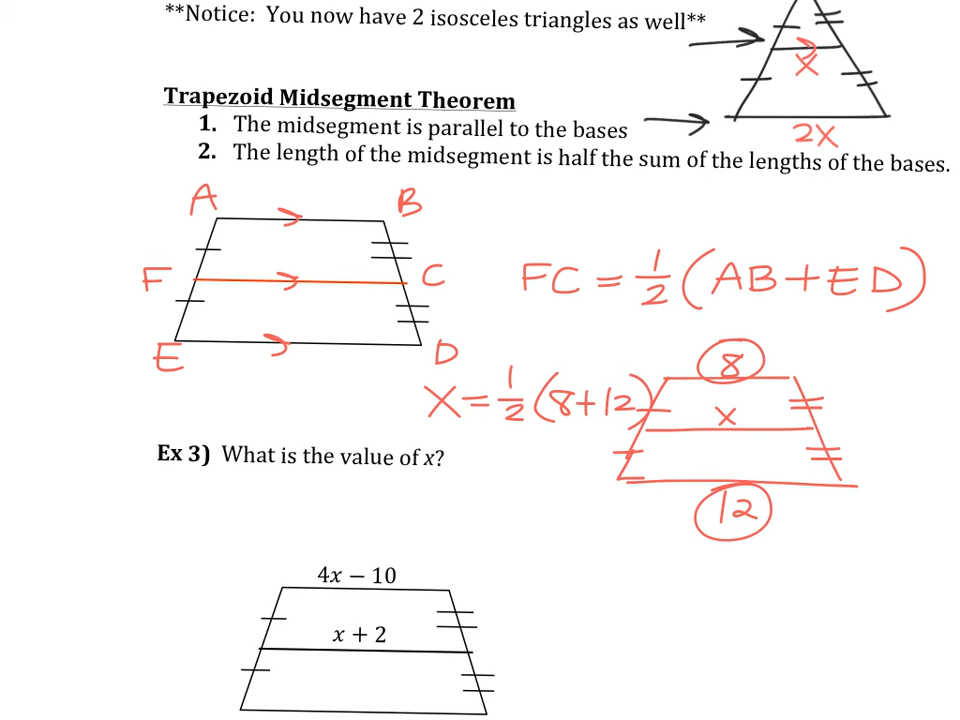 **Notice: You now have 2 isosceles triangles as well**
X
2X
Trapezoid Midsegment Theorem
1. The midsegment is parallel to the bases
2. The length of the midsegment is half the sum of the lengths of the bases.
A B
F C FC = 1/2 (AB+ED)
E D
8
X = 1/2 (8+12) X
12
Ex 3) What is the value of x?
4x − 10
x + 2